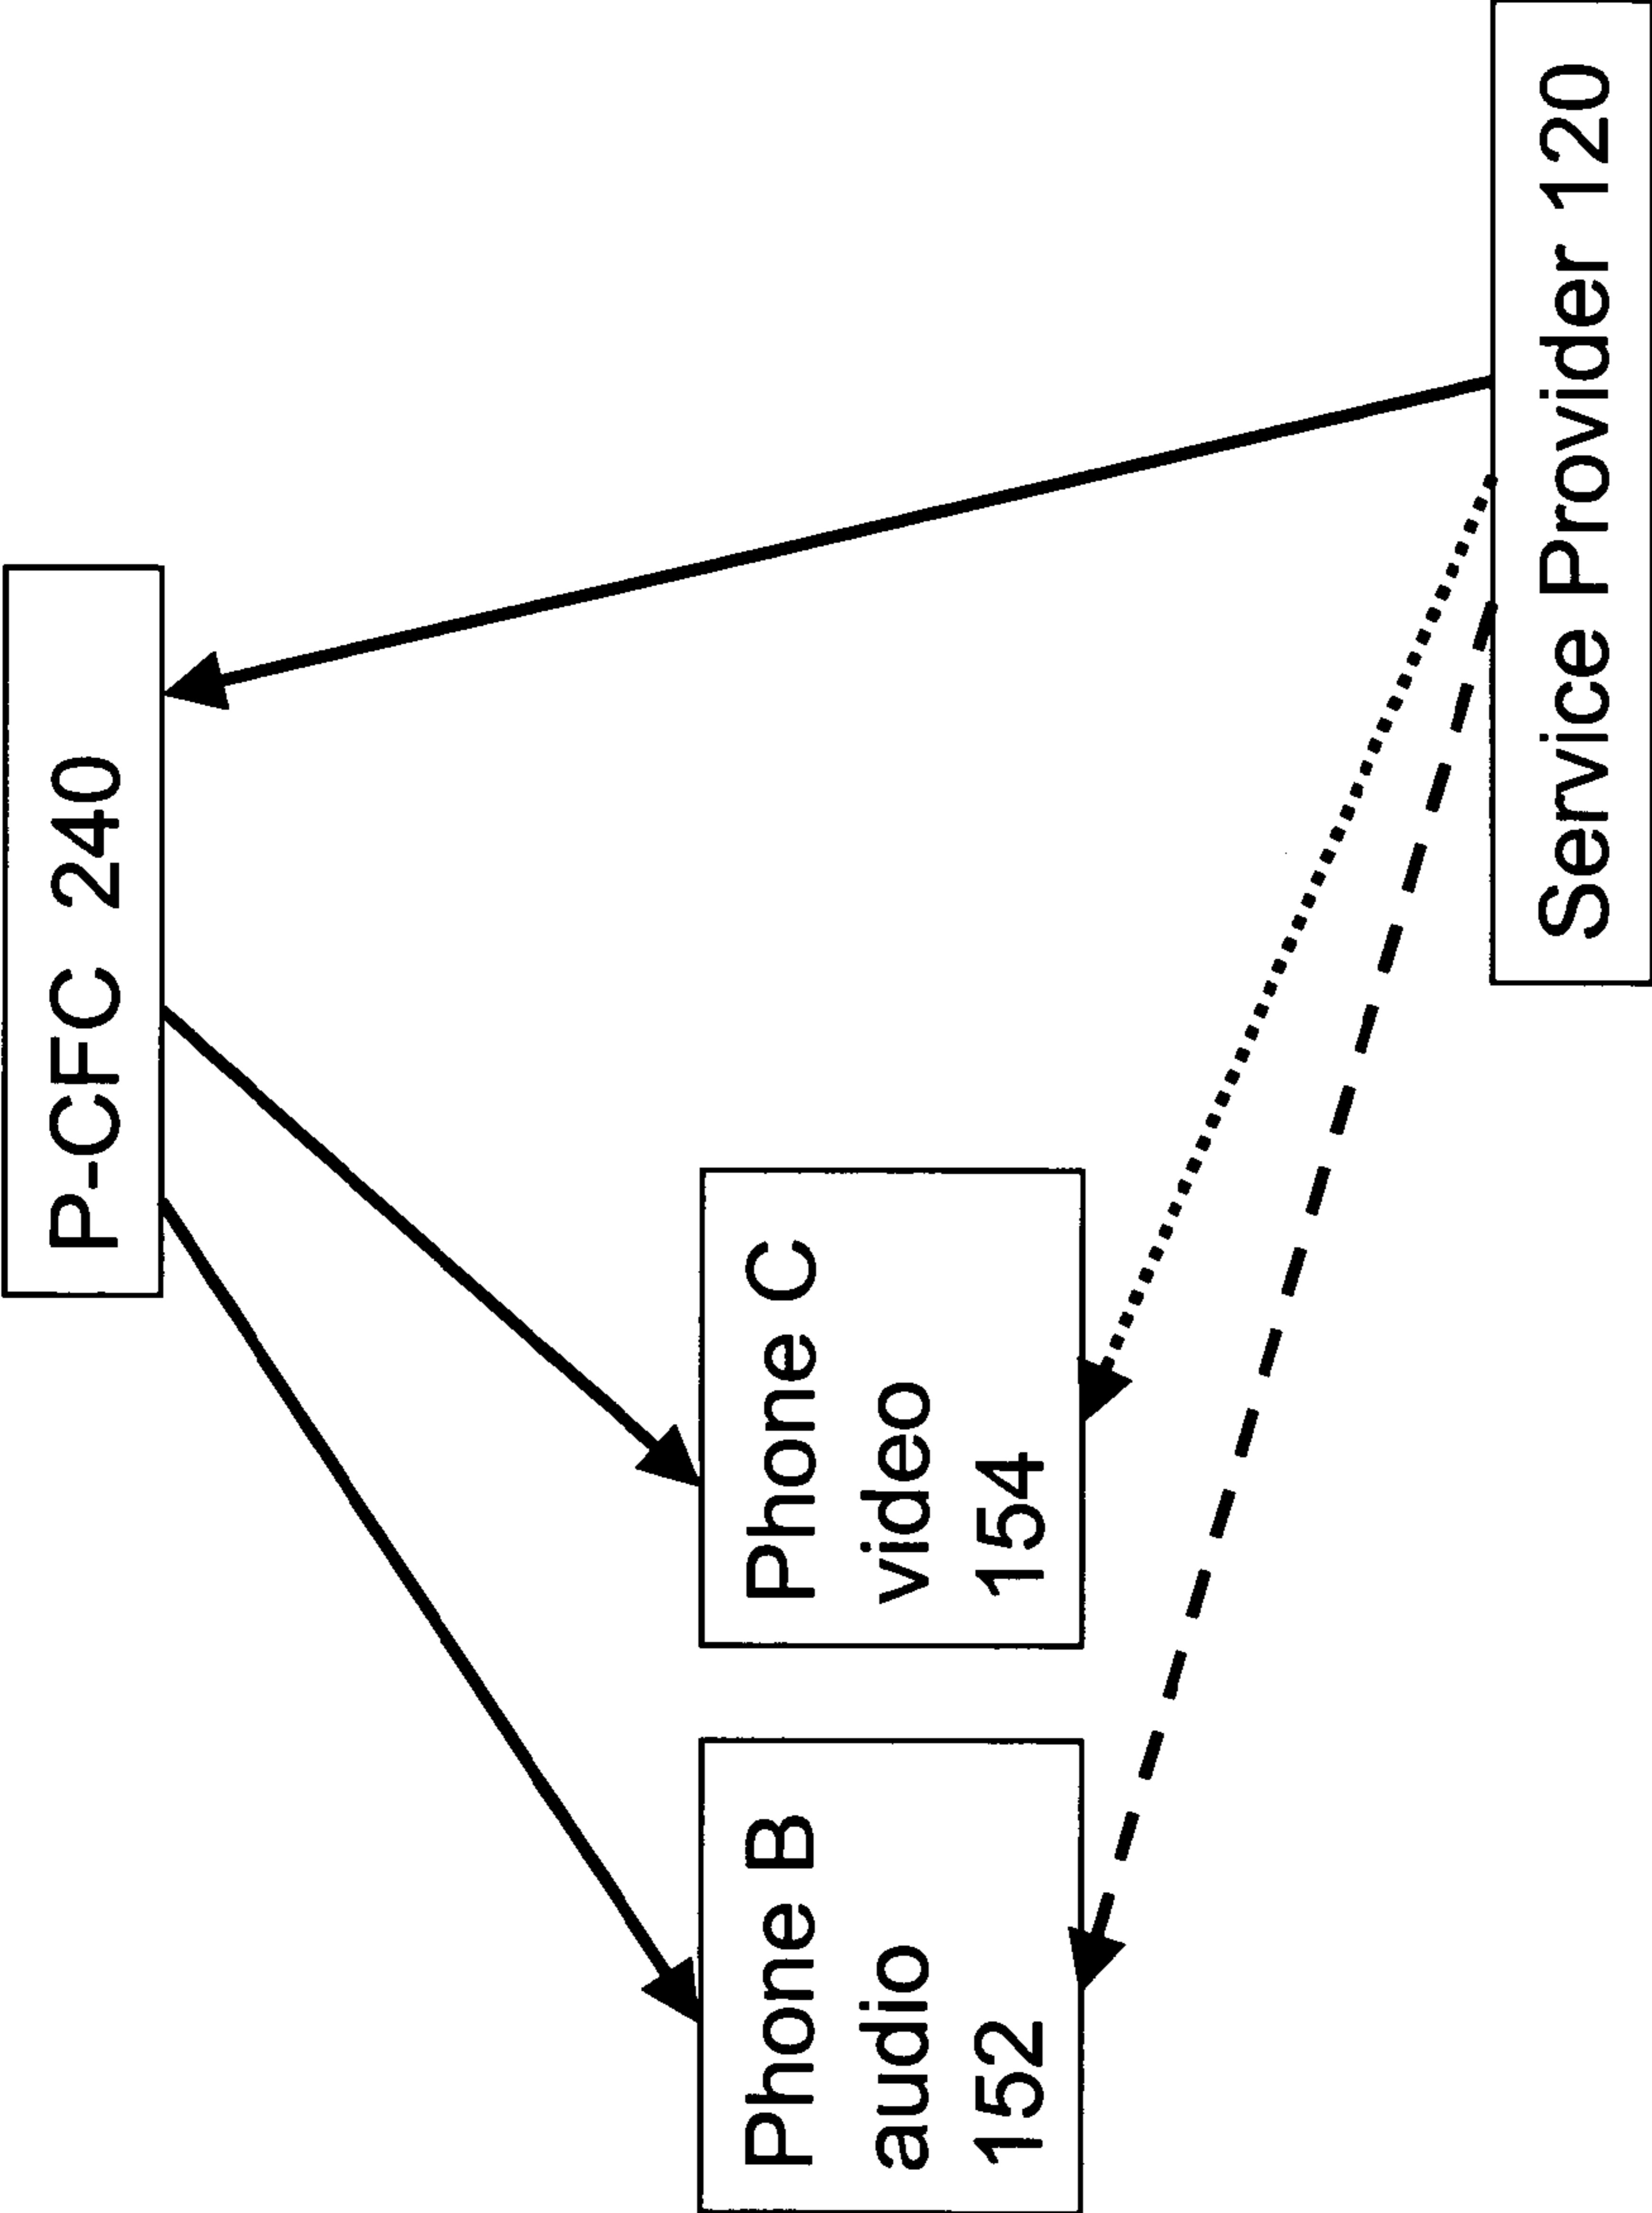 P-CFC 240
Phone B
audio
152
Phone C
video
154
Service Provider 120